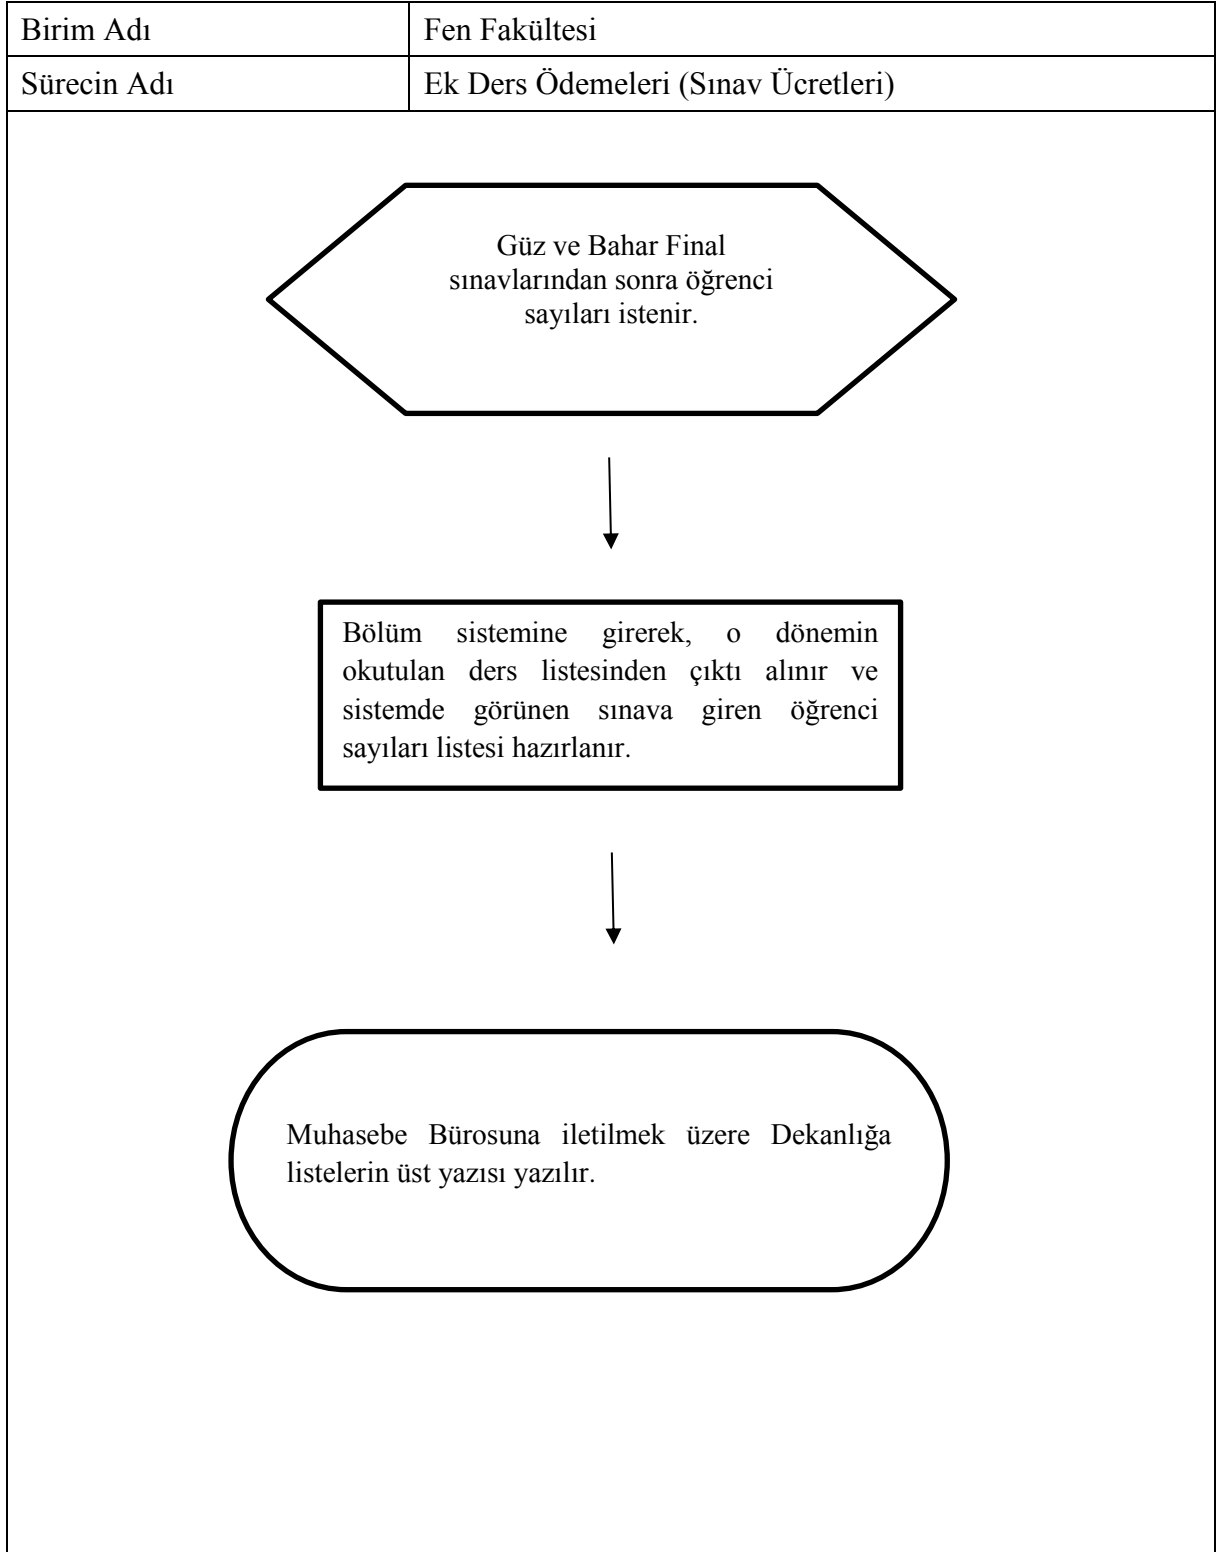 Birim Adı Fen Fakültesi
Sürecin Adı Ek Ders Ödemeleri (Sınav Ücretleri)
Güz ve Bahar Final
sınavlarından sonra öğrenci
sayıları istenir.
Bölüm sistemine girerek, o dönemin
okutulan ders listesinden çıktı alınır ve
sistemde görünen sınava giren öğrenci
sayıları listesi hazırlanır.
Muhasebe Bürosuna iletilmek üzere Dekanlığa
listelerin üst yazısı yazılır.